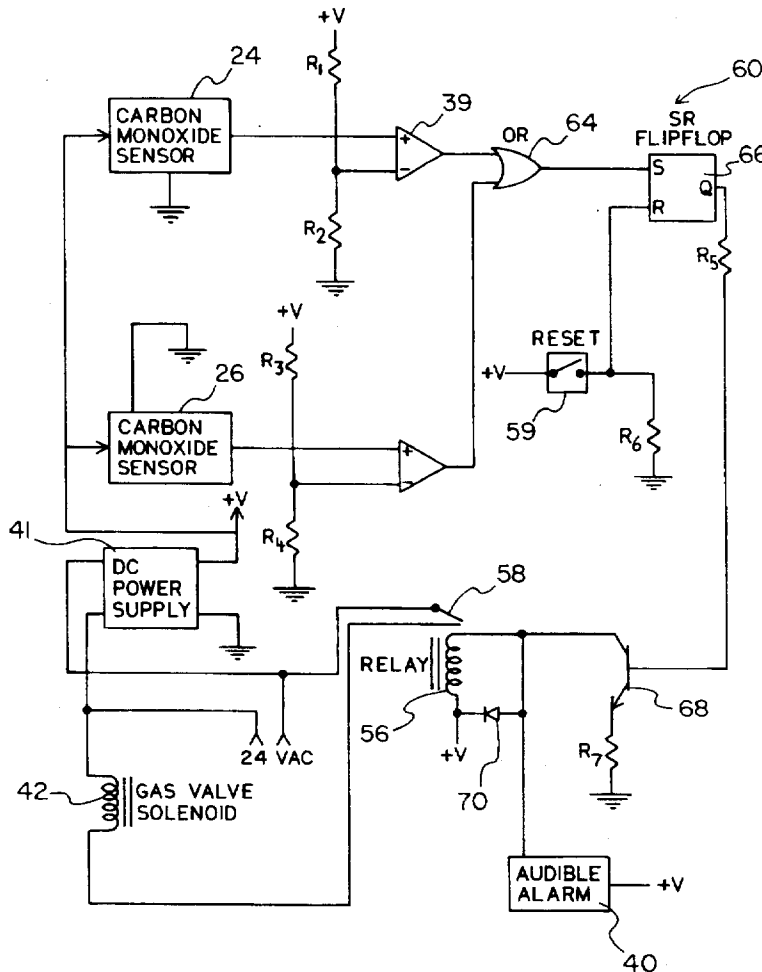 +V
24
R1
60
CARBON
MONOXIDE
SENSOR
39
OR
64
SR
FLIPFLOP
+
−
S
Q
66
R
R2
R5
+V
26
R3
RESET
+V
59
R6
CARBON
MONOXIDE
SENSOR
+
−
+V
41
R4
DC
POWER
SUPPLY
58
RELAY
56
+V
70
68
R7
24 VAC
42
GAS VALVE
SOLENOID
AUDIBLE
ALARM
+V
40